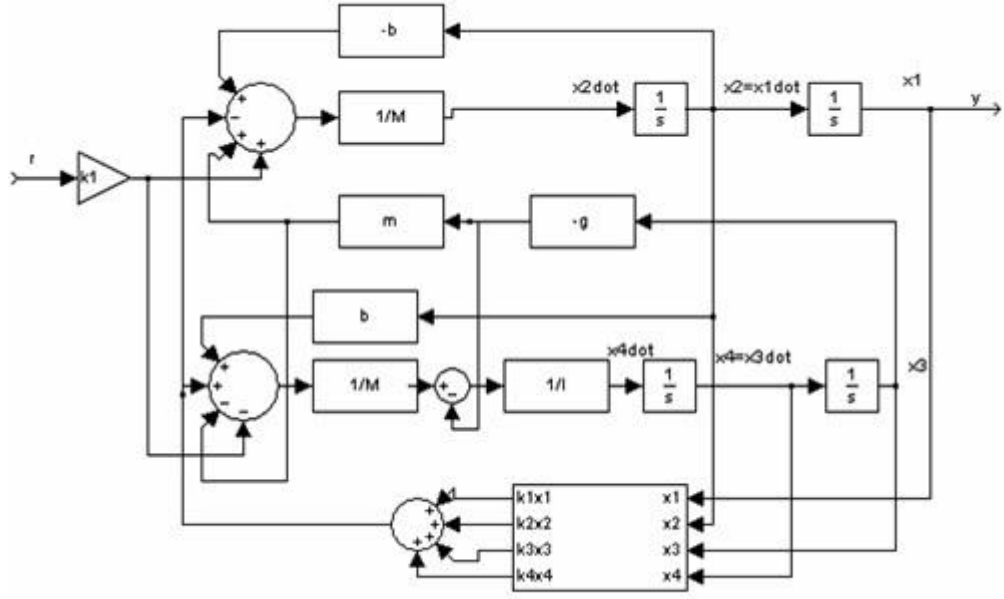 -b
x2dot
x2=x1dot
x1
+
-
+
+
1/M
1
s
1
s
y
r
k1
m
-g
b
x4dot
x4=x3dot
x3
+
+
-
-
1/M
+
-
1/l
1
s
1
s
k1x1
x1
+
k2x2
x2
+
k3x3
x3
+
+
k4x4
x4